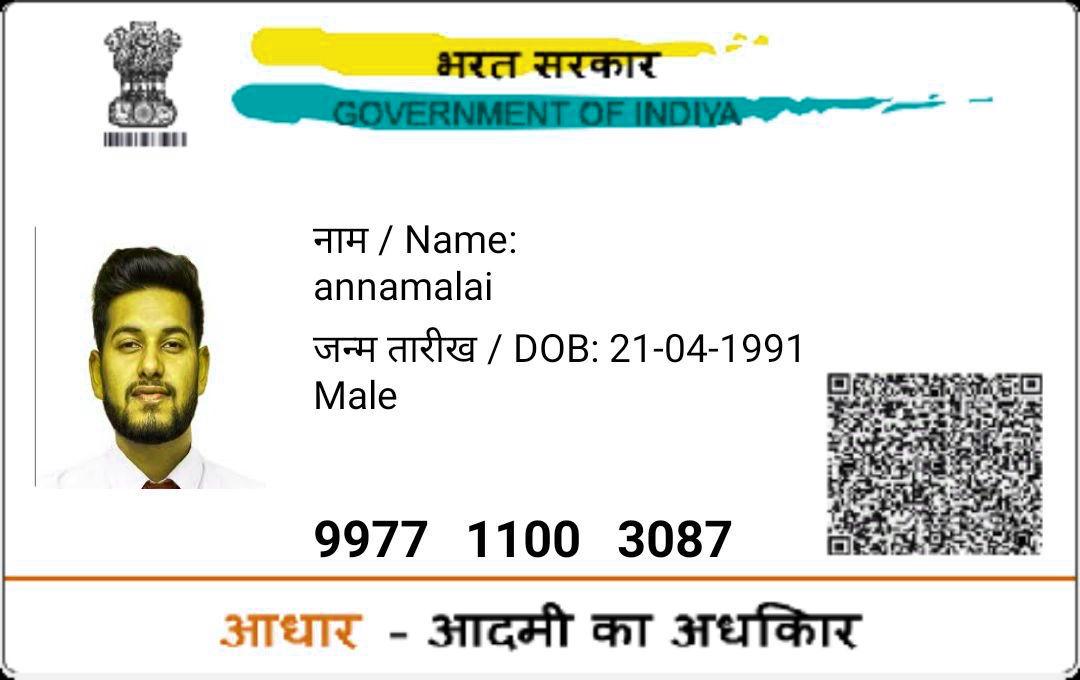 भरत सरकार
GOVERNMENT OF INDIYA
नाम / Name:
annamalai
जन्म तारीख / DOB: 21-04-1991
Male
9977 1100 3087
आधार - आदमी का अधकिार